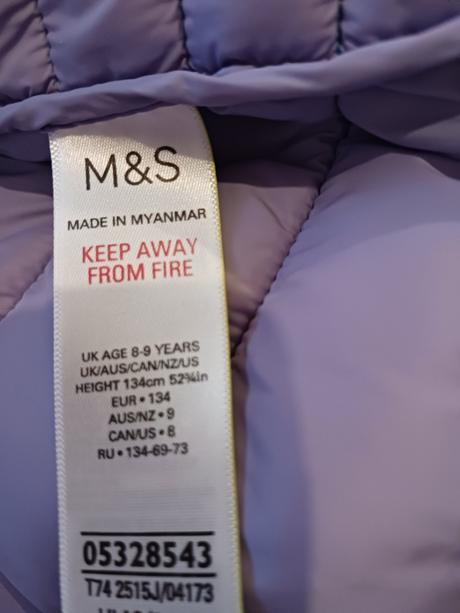 M&S
MADE IN MYANMAR
KEEP AWAY
FROM FIRE
UK AGE 8-9 YEARS
UK/AUS/CAN/NZ/US
HEIGHT 134cm 52¾in
EUR • 134
AUS/NZ • 9
CAN/US • 8
RU • 134-69-73
05328543
T74 2515J/04173